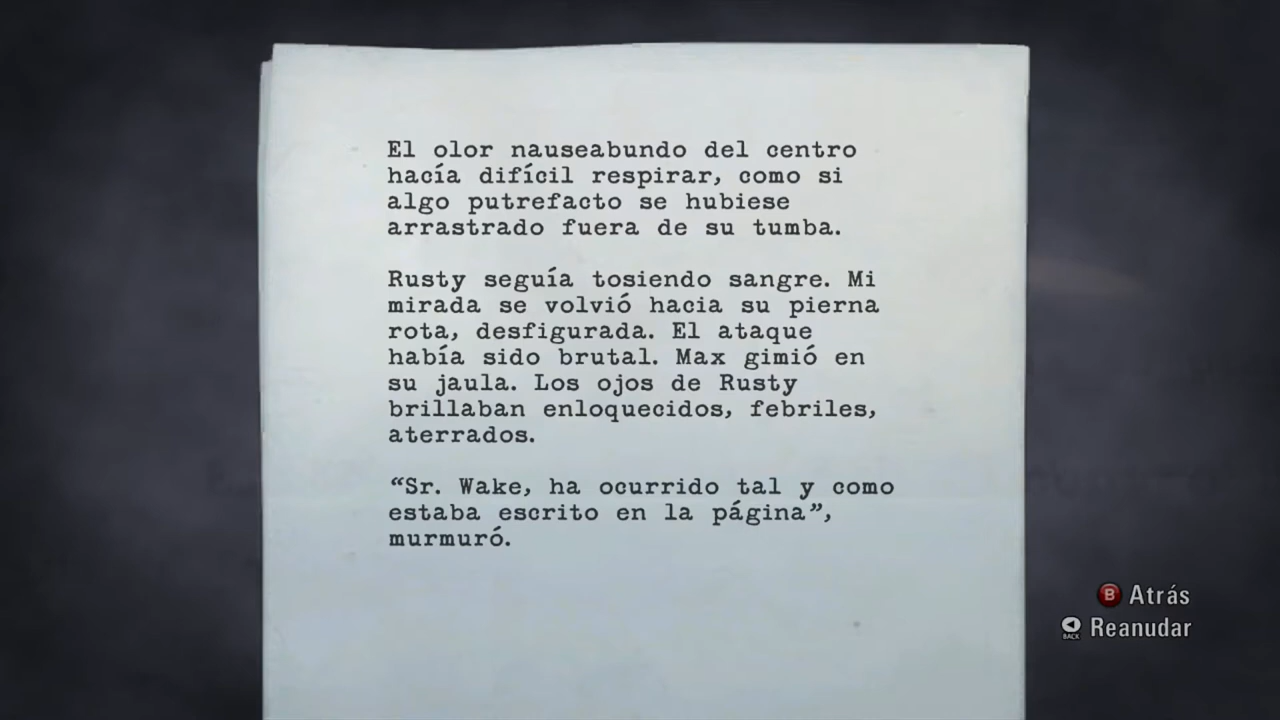 El olor nauseabundo del centro
hacía difícil respirar, como si
algo putrefacto se hubiese
arrastrado fuera de su tumba.
Rusty seguía tosiendo sangre. Mi
mirada se volvió hacia su pierna
rota, desfigurada. El ataque
había sido brutal. Max gimió en
su jaula. Los ojos de Rusty
brillaban enloquecidos, febriles,
aterrados.
“Sr. Wake, ha ocurrido tal y como
estaba escrito en la página”,
murmuró.
B Atrás
BACK Reanudar